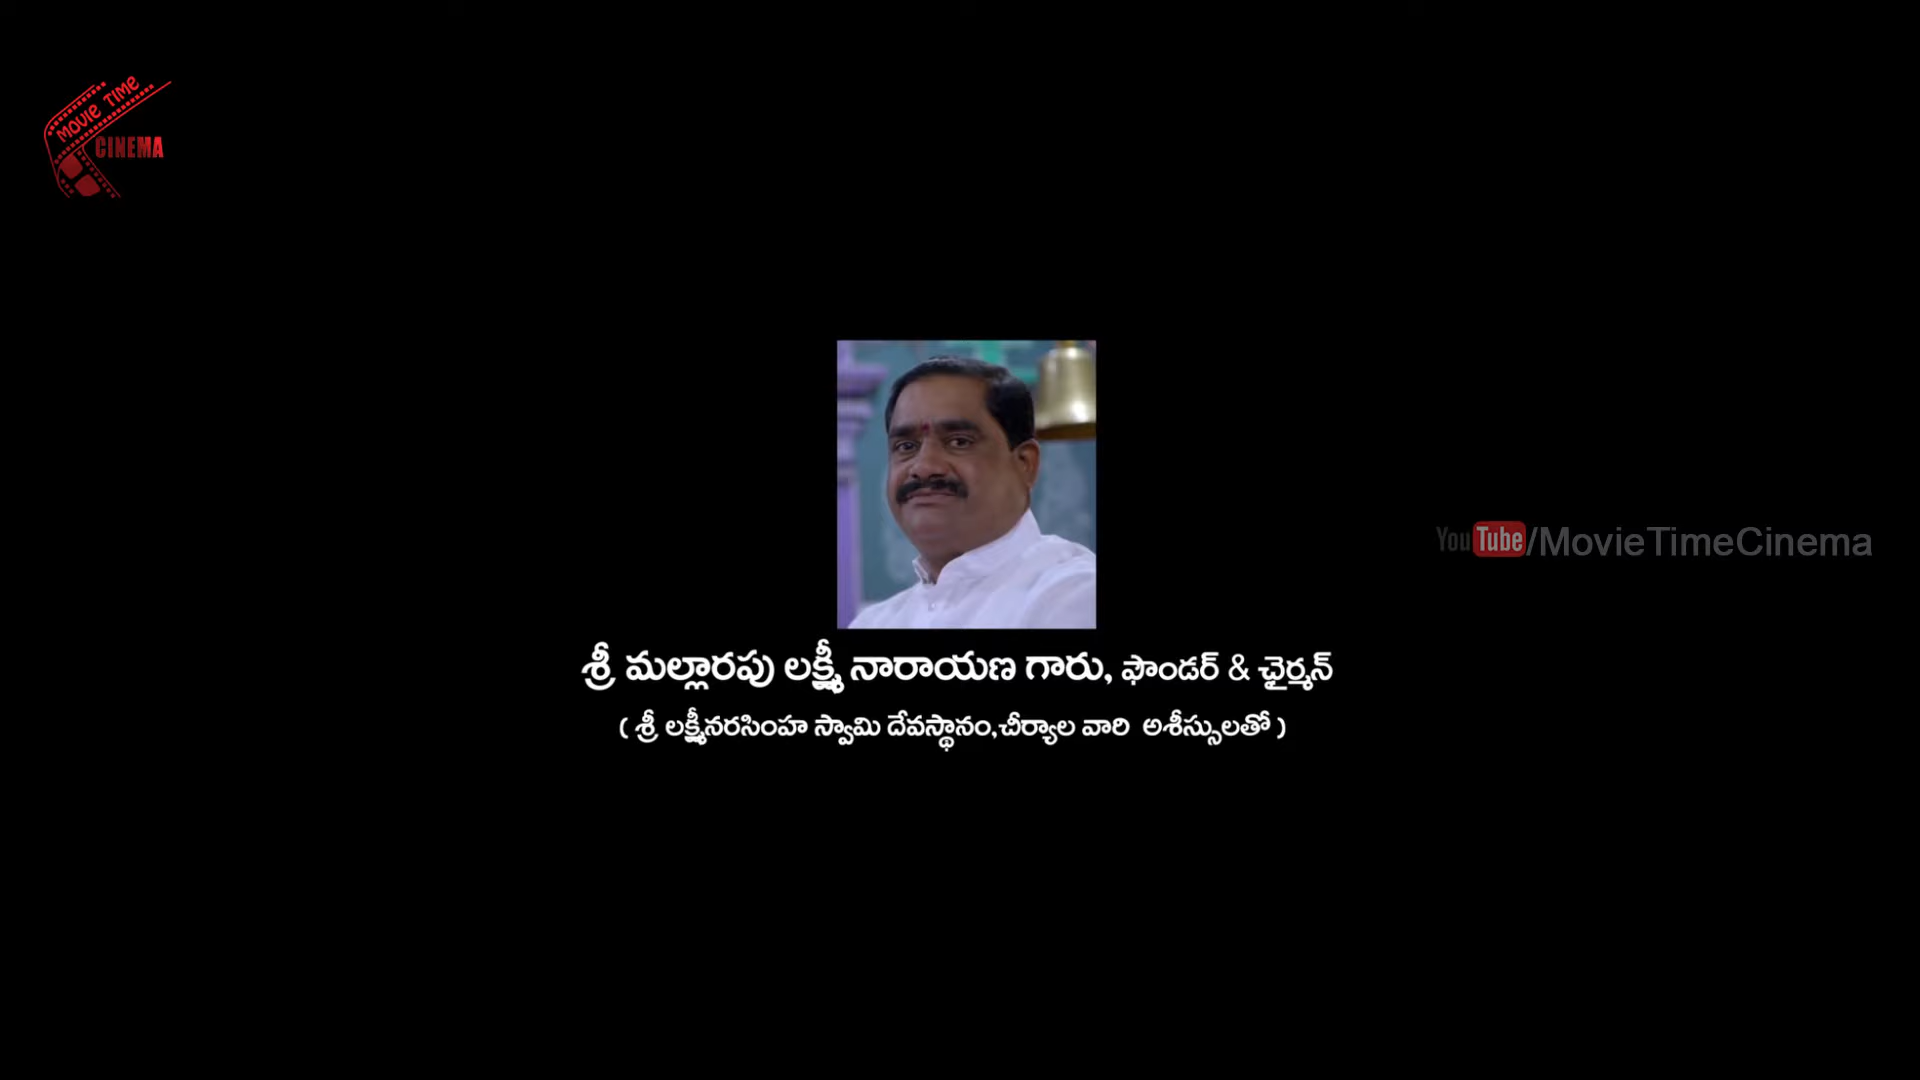 MOVIE TIME
CINEMA
YouTube/MovieTimeCinema
శ్రీ మల్లారపు లక్ష్మీ నారాయణ గారు, ఫౌండర్ & ఛైర్మన్
( శ్రీ లక్ష్మీనరసింహ స్వామి దేవస్థానం,చీర్యాల వారి అశీస్సులతో )